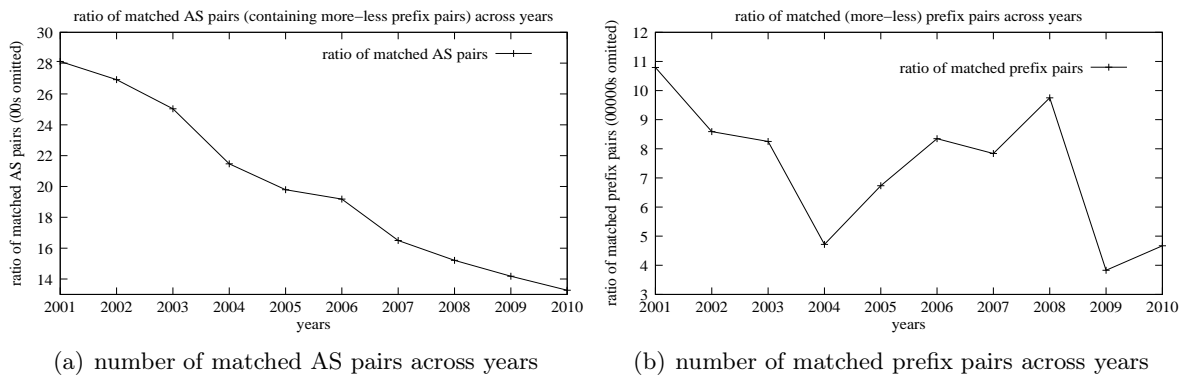 ratio of matched AS pairs (containing more−less prefix pairs) across years
ratio of matched AS pairs (00s omitted)
30
28
26
24
22
20
18
16
14
ratio of matched AS pairs
2001 2002 2003 2004 2005 2006 2007 2008 2009 2010
years
(a) number of matched AS pairs across years
ratio of matched (more−less) prefix pairs across years
ratio of matched prefix pairs (00000s omitted)
12
11
10
9
8
7
6
5
4
3
ratio of matched prefix pairs
2001 2002 2003 2004 2005 2006 2007 2008 2009 2010
years
(b) number of matched prefix pairs across years